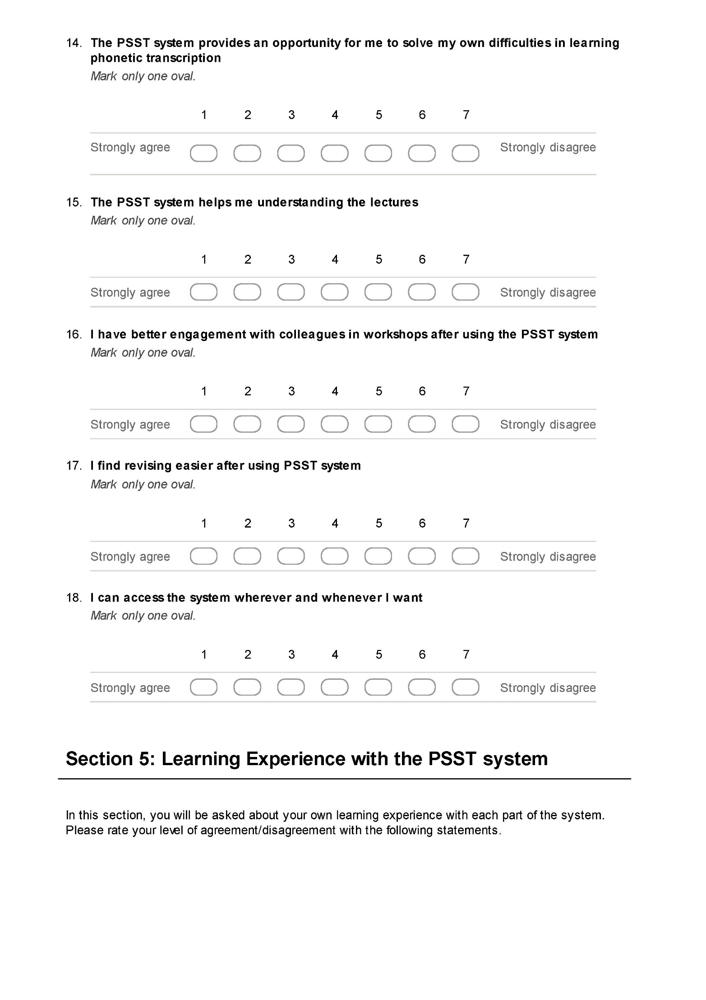 14. The PSST system provides an opportunity for me to solve my own difficulties in learning
phonetic transcription
Mark only one oval.
1 2 3 4 5 6 7
Strongly agree Strongly disagree
15. The PSST system helps me understanding the lectures
Mark only one oval.
1 2 3 4 5 6 7
Strongly agree Strongly disagree
16. I have better engagement with colleagues in workshops after using the PSST system
Mark only one oval.
1 2 3 4 5 6 7
Strongly agree Strongly disagree
17. I find revising easier after using PSST system
Mark only one oval.
1 2 3 4 5 6 7
Strongly agree Strongly disagree
18. I can access the system wherever and whenever I want
Mark only one oval.
1 2 3 4 5 6 7
Strongly agree Strongly disagree
Section 5: Learning Experience with the PSST system
In this section, you will be asked about your own learning experience with each part of the system.
Please rate your level of agreement/disagreement with the following statements.